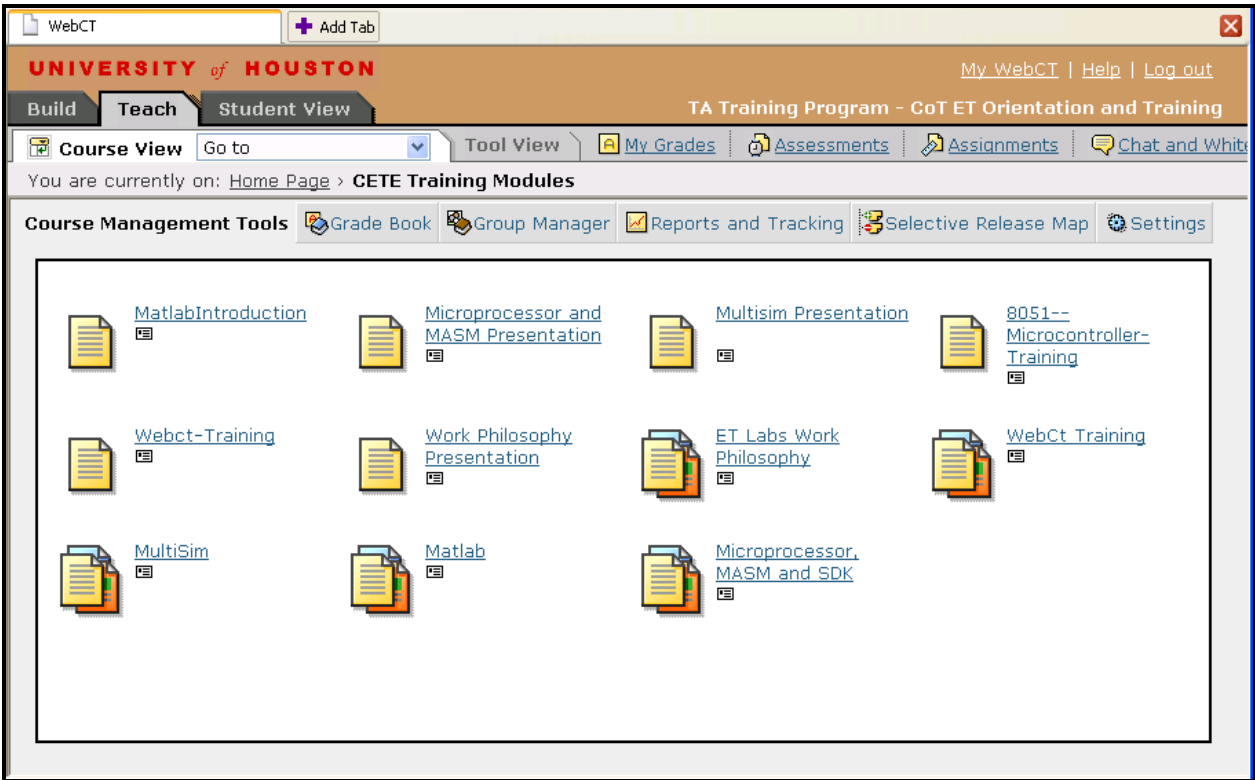 WebCT Add Tab
UNIVERSITY of HOUSTON My WebCT | Help | Log out
Build Teach Student View TA Training Program - CoT ET Orientation and Training
Course View Go to Tool View My Grades Assessments Assignments Chat and White
You are currently on: Home Page > CETE Training Modules
Course Management Tools Grade Book Group Manager Reports and Tracking Selective Release Map Settings
MatlabIntroduction
Microprocessor and
MASM Presentation
Multisim Presentation
8051--
Microcontroller-
Training
Webct-Training
Work Philosophy
Presentation
ET Labs Work
Philosophy
WebCt Training
MultiSim
Matlab
Microprocessor,
MASM and SDK